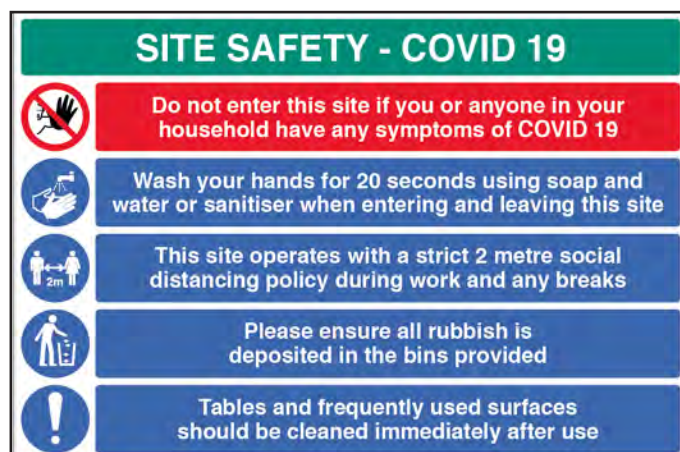 SITE SAFETY - COVID 19
Do not enter this site if you or anyone in your
household have any symptoms of COVID 19
Wash your hands for 20 seconds using soap and
water or sanitiser when entering and leaving this site
This site operates with a strict 2 metre social
distancing policy during work and any breaks
2m
Please ensure all rubbish is
deposited in the bins provided
Tables and frequently used surfaces
should be cleaned immediately after use